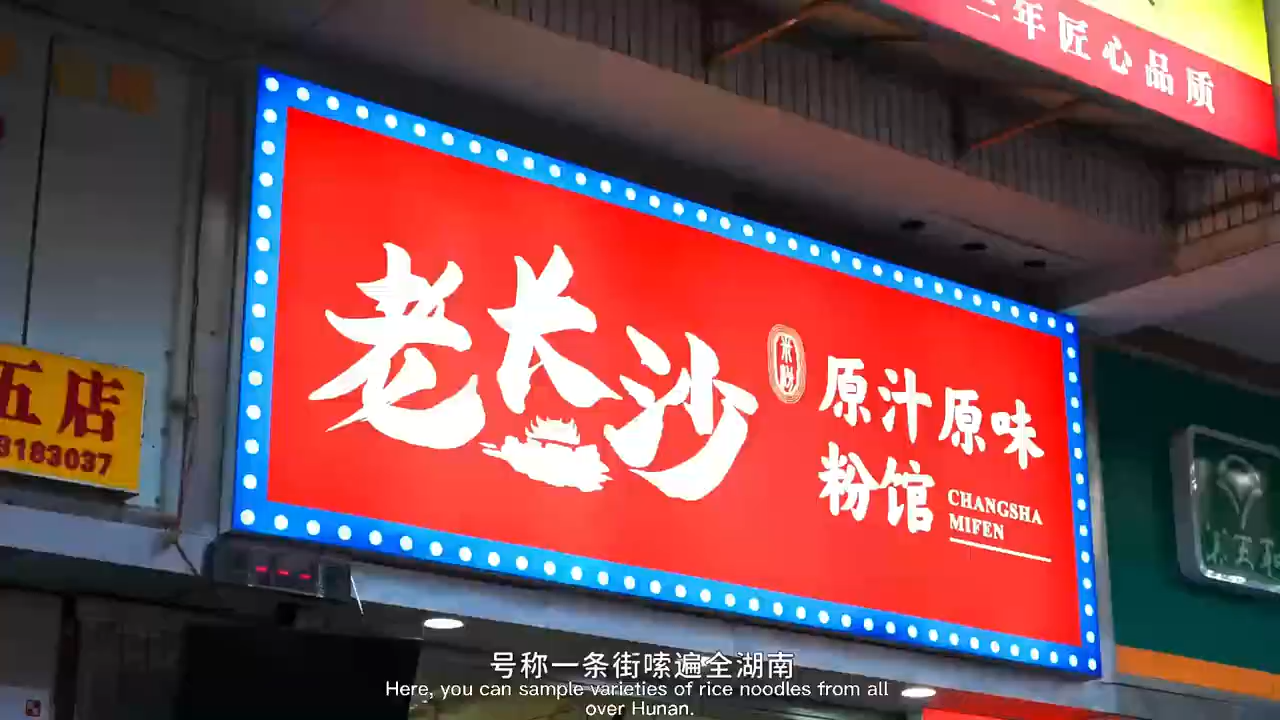 年匠心品质
老长沙
米粉
原汁原味
粉馆
CHANGSHA
MIFEN
五店
3183037
号称一条街嗦遍全湖南
Here, you can sample varieties of rice noodles from all
over Hunan.